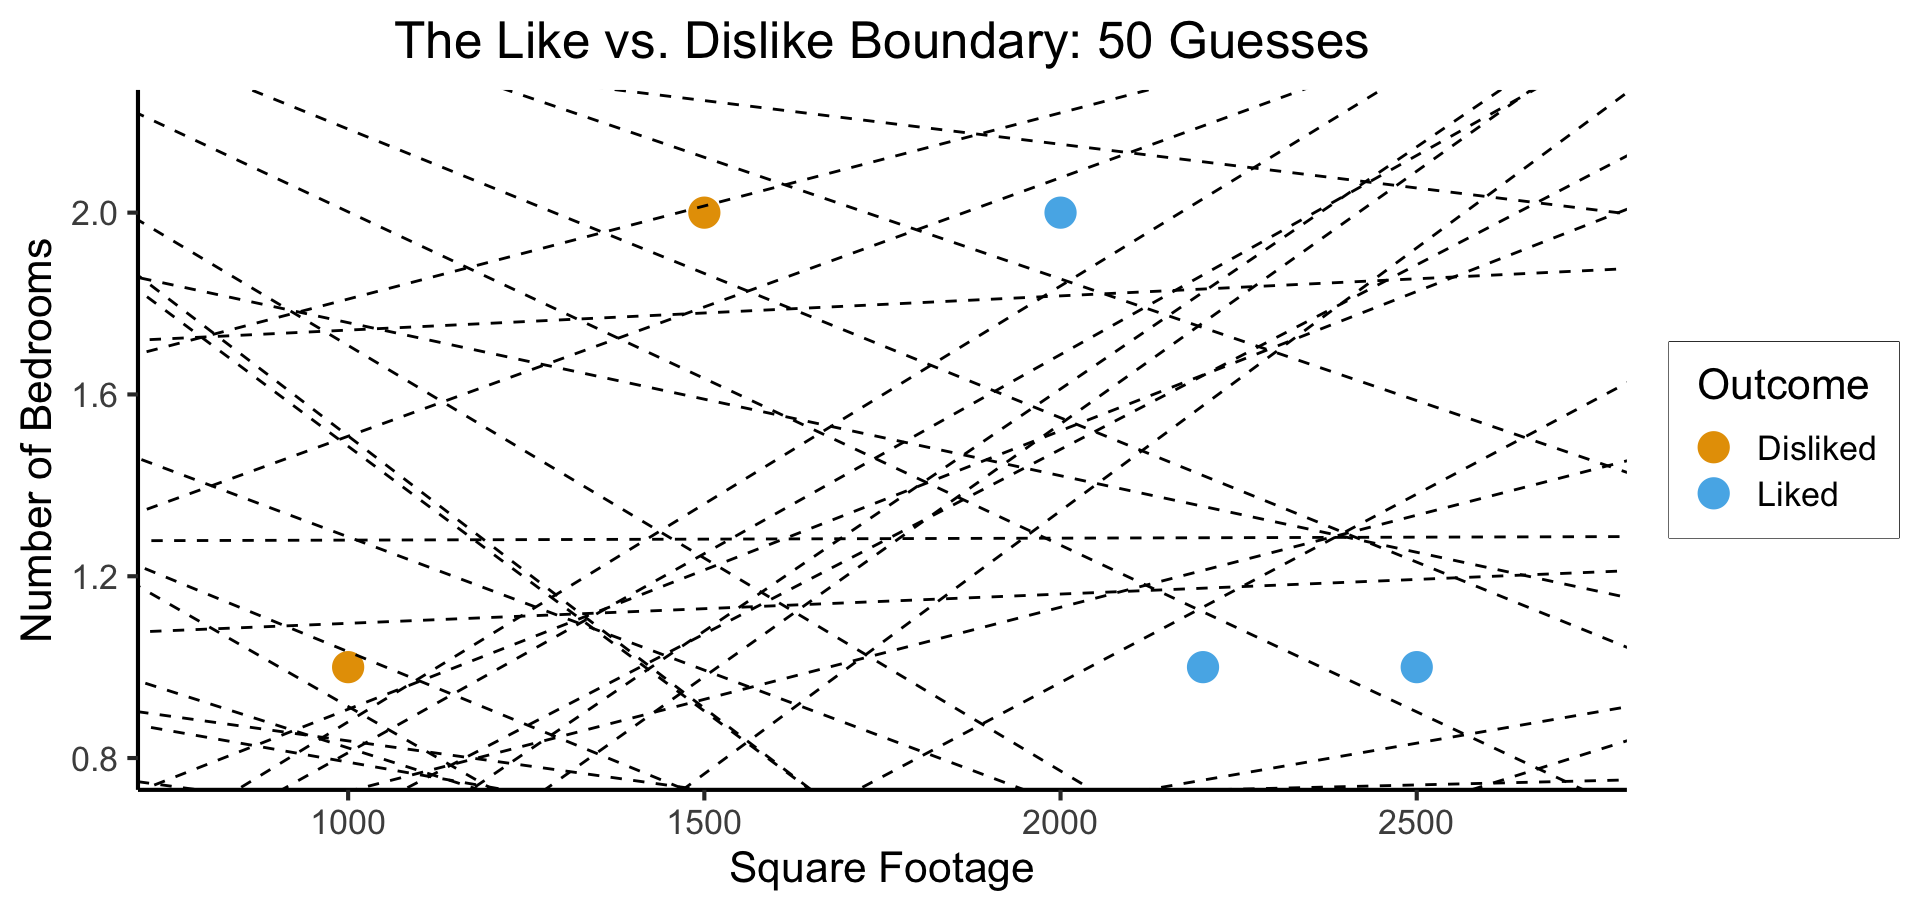 The Like vs. Dislike Boundary: 50 Guesses
Number of Bedrooms
2.0
1.6
1.2
0.8
1000 1500 2000 2500
Square Footage
Outcome
Disliked
Liked